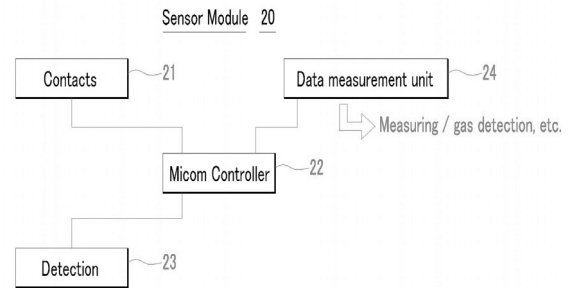 Sensor Module 20
Contacts 21
Data measurement unit 24
Measuring / gas detection, etc.
Micom Controller 22
Detection 23